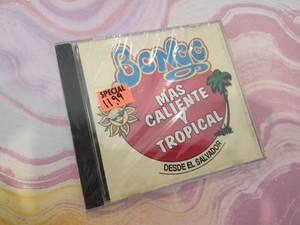 Bongo
SPECIAL
11.99
MAS
CALIENTE
Y
TROPICAL
DESDE EL SALVADOR